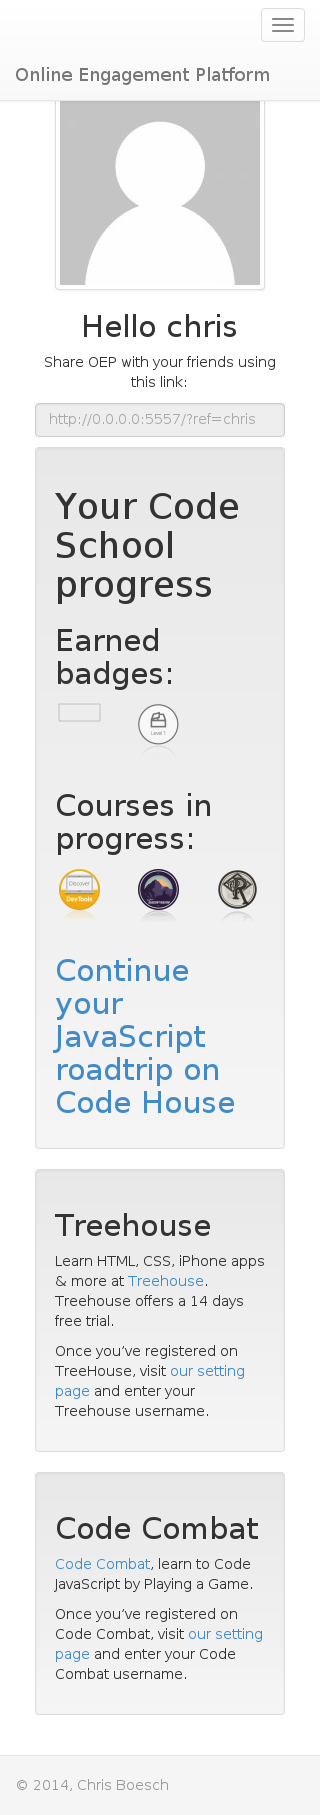 Online Engagement Platform
Hello chris
Share OEP with your friends using
this link:
http://0.0.0.0:5557/?ref=chris
Your Code
School
progress
Earned
badges:
Level 1
Courses in
progress:
Discover
DevTools
Continue
your
JavaScript
roadtrip on
Code House
Treehouse
Learn HTML, CSS, iPhone apps
& more at Treehouse.
Treehouse offers a 14 days
free trial.
Once you've registered on
TreeHouse, visit our setting
page and enter your
Treehouse username.
Code Combat
Code Combat, learn to Code
JavaScript by Playing a Game.
Once you've registered on
Code Combat, visit our setting
page and enter your Code
Combat username.
© 2014, Chris Boesch